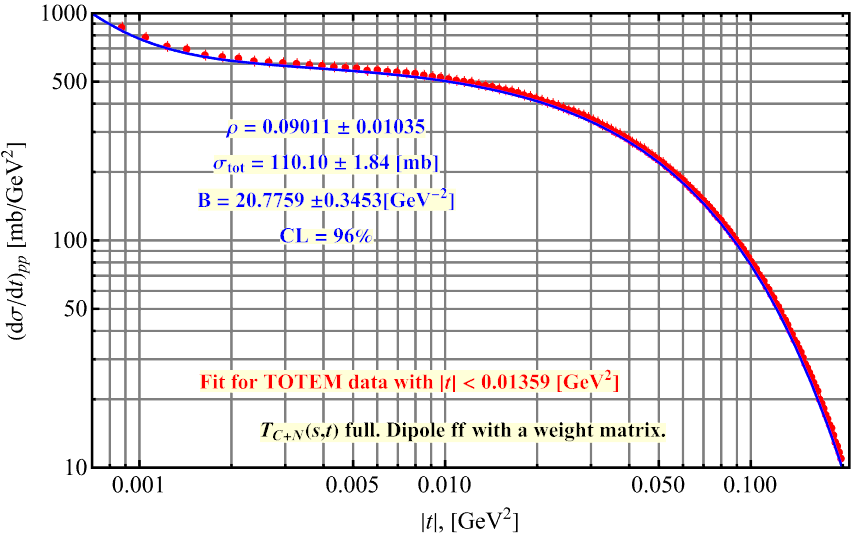 1000
500
100
50
10
(dσ/dt)pp [mb/GeV²]
ρ = 0.09011 ± 0.01035
σtot = 110.10 ± 1.84 [mb]
B = 20.7759 ±0.3453[GeV⁻²]
CL = 96%
Fit for TOTEM data with |t| < 0.01359 [GeV²]
T_C+N(s,t) full. Dipole ff with a weight matrix.
0.001 0.005 0.010 0.050 0.100
|t|, [GeV²]